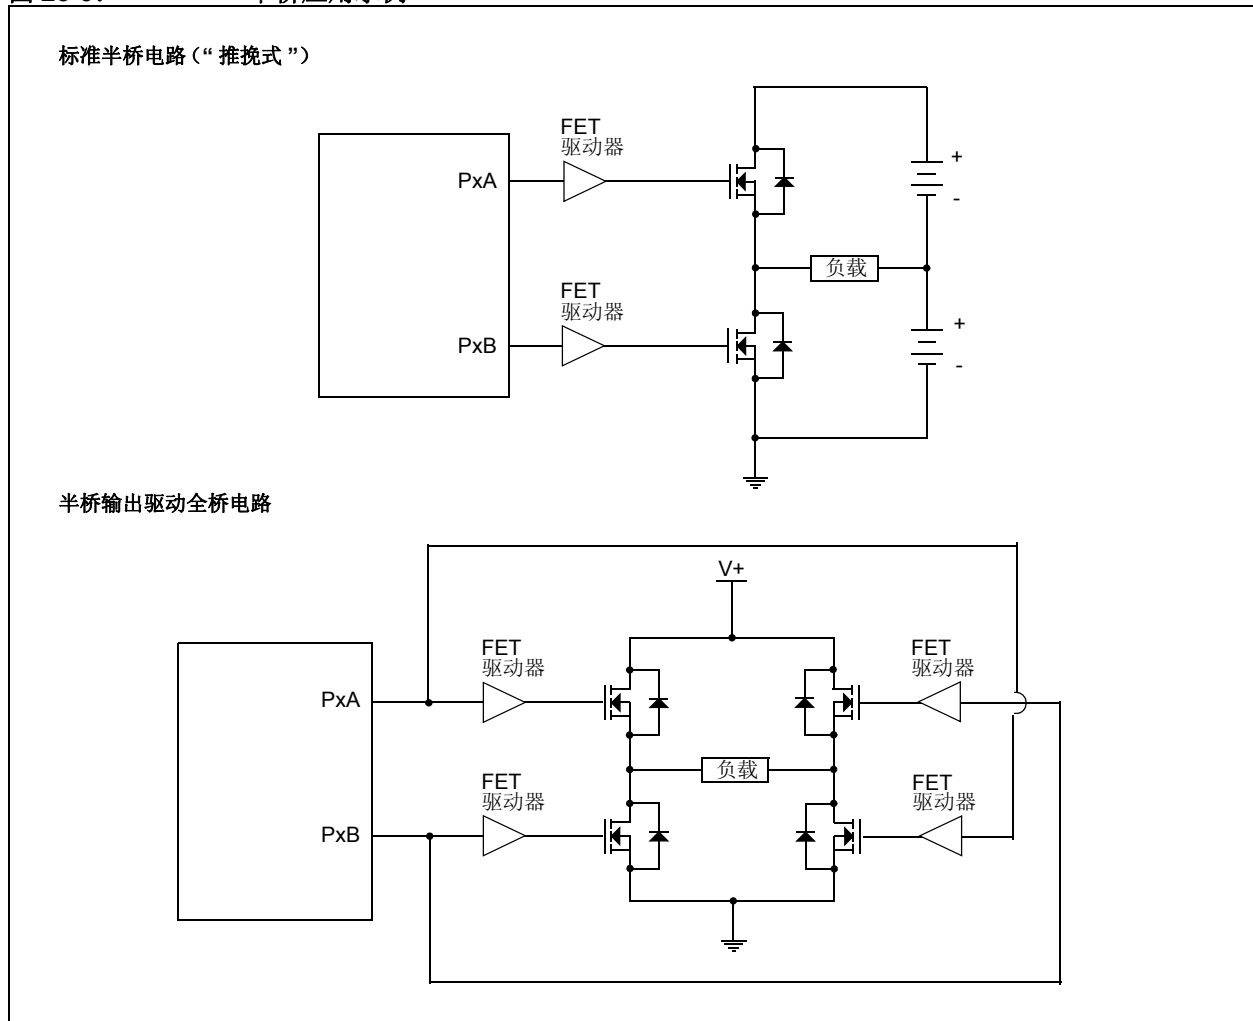 标准半桥电路（“ 推挽式 ”）
FET
驱动器
PxA
+
-
负载
FET
驱动器
PxB
+
-
半桥输出驱动全桥电路
V+
FET
驱动器
FET
驱动器
PxA
负载
FET
驱动器
FET
驱动器
PxB